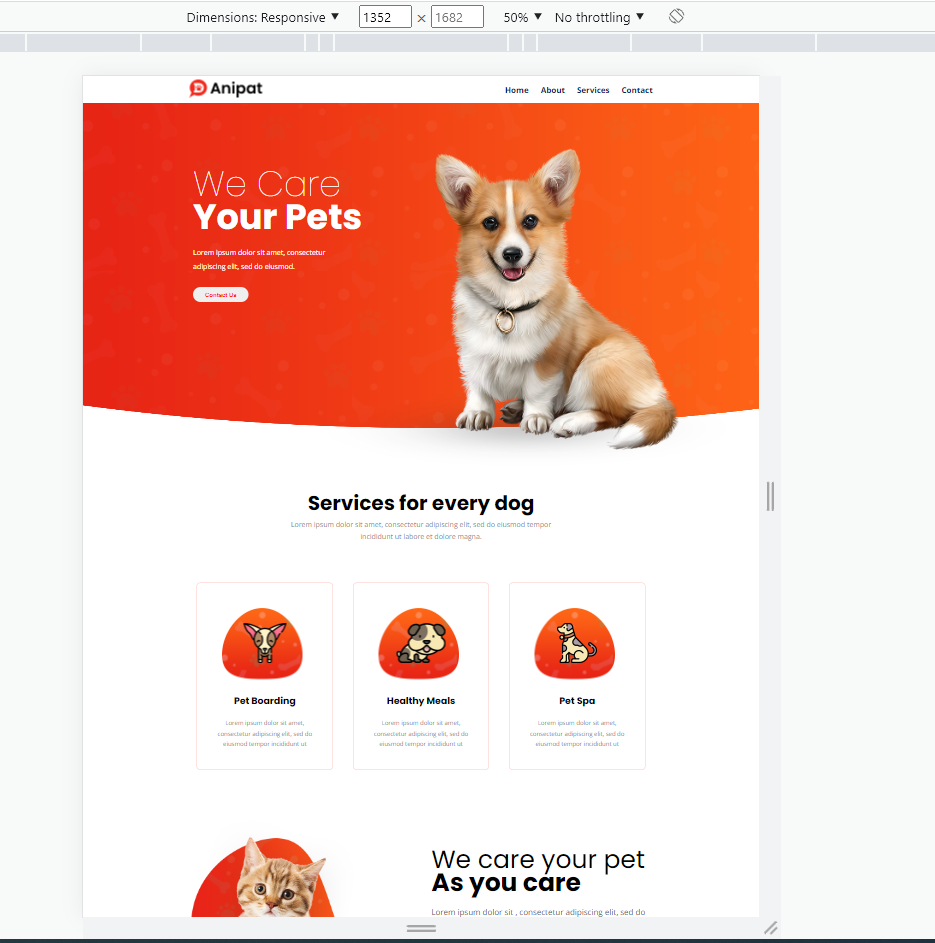 Dimensions: Responsive ▼ 1352 × 1682 50% ▼ No throttling ▼
Anipat
Home About Services Contact
We Care
Your Pets
Lorem ipsum dolor sit amet, consectetur
adipiscing elit, sed do eiusmod.
Contact Us
Services for every dog
Lorem ipsum dolor sit amet, consectetur adipiscing elit, sed do eiusmod tempor
incididunt ut labore et dolore magna.
Pet Boarding
Lorem ipsum dolor sit amet,
consectetur adipiscing elit, sed do
eiusmod tempor incididunt ut
Healthy Meals
Lorem ipsum dolor sit amet,
consectetur adipiscing elit, sed do
eiusmod tempor incididunt ut
Pet Spa
Lorem ipsum dolor sit amet,
consectetur adipiscing elit, sed do
eiusmod tempor incididunt ut
We care your pet
As you care
Lorem ipsum dolor sit , consectetur adipiscing elit, sed do